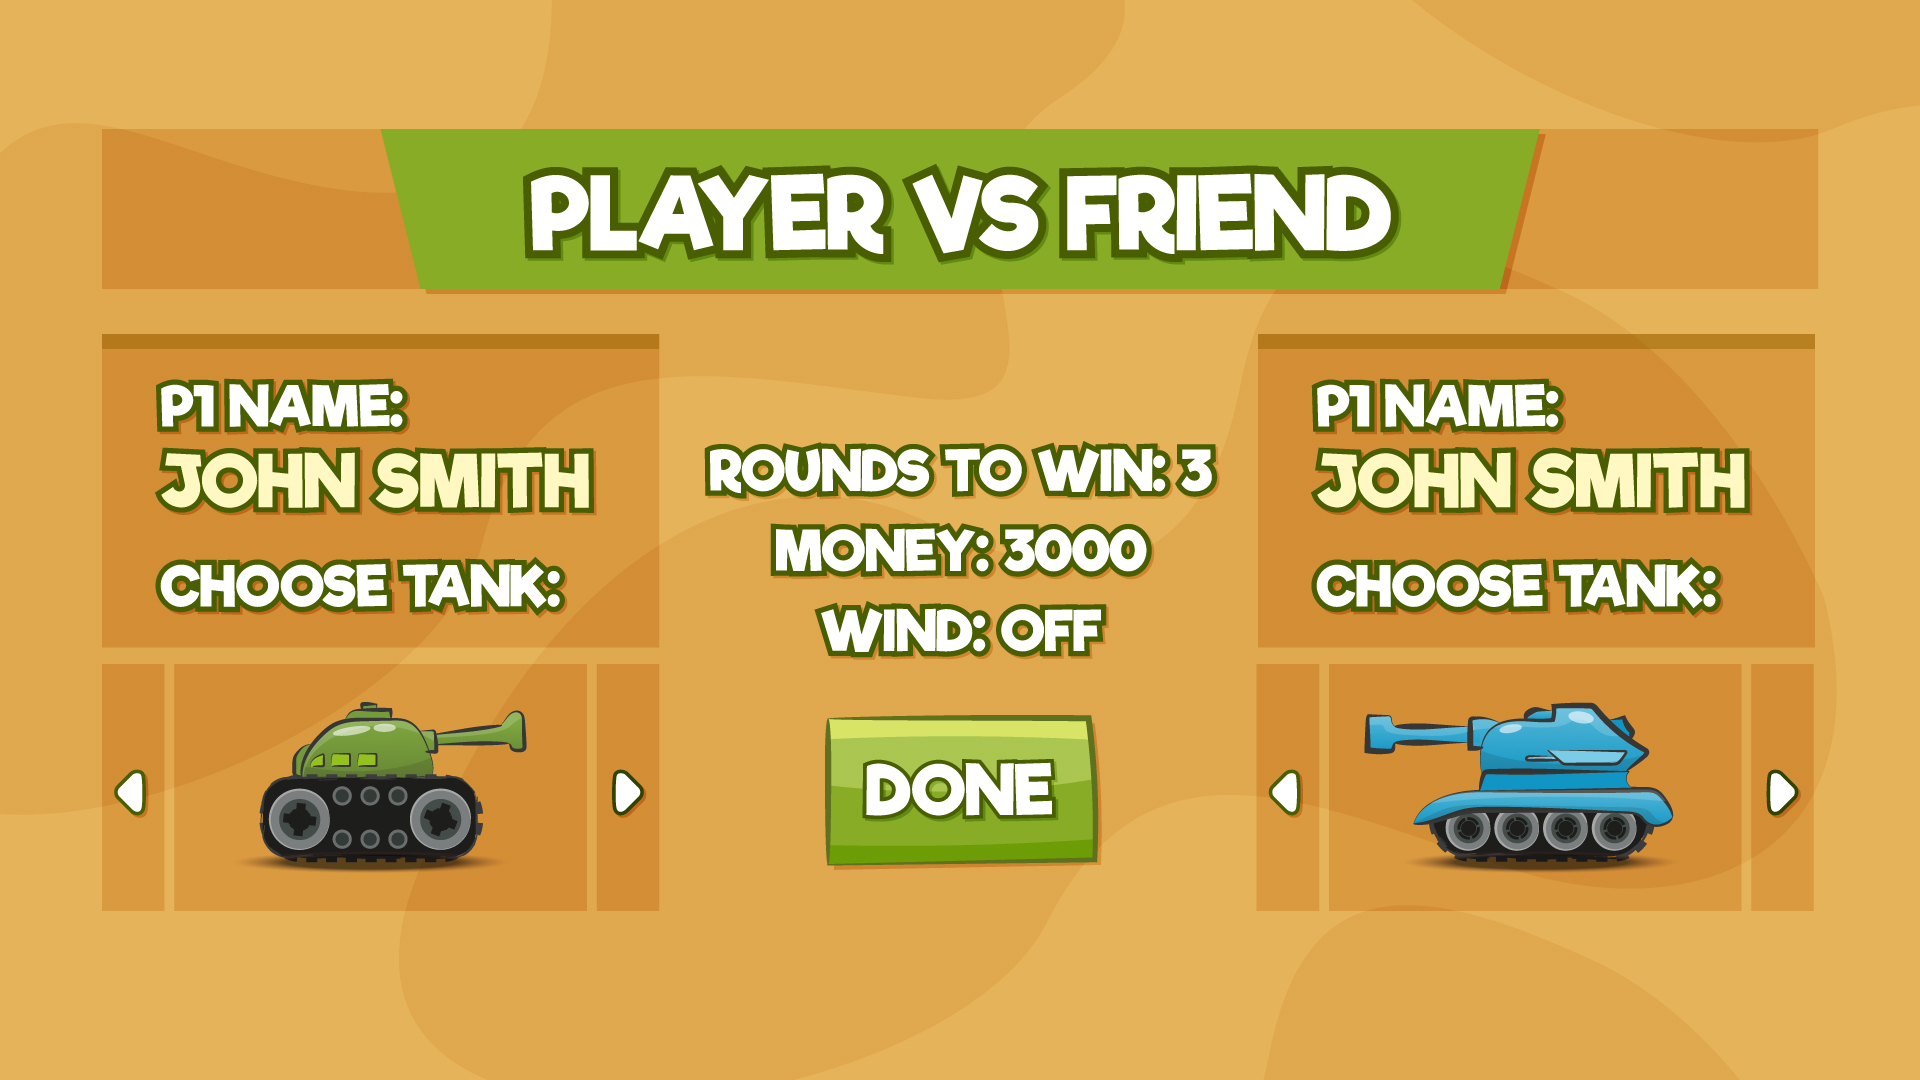 PLAYER VS FRIEND
P1 NAME:
JOHN SMITH
CHOOSE TANK:
ROUNDS TO WIN: 3
MONEY: 3000
WIND: OFF
DONE
P1 NAME:
JOHN SMITH
CHOOSE TANK: